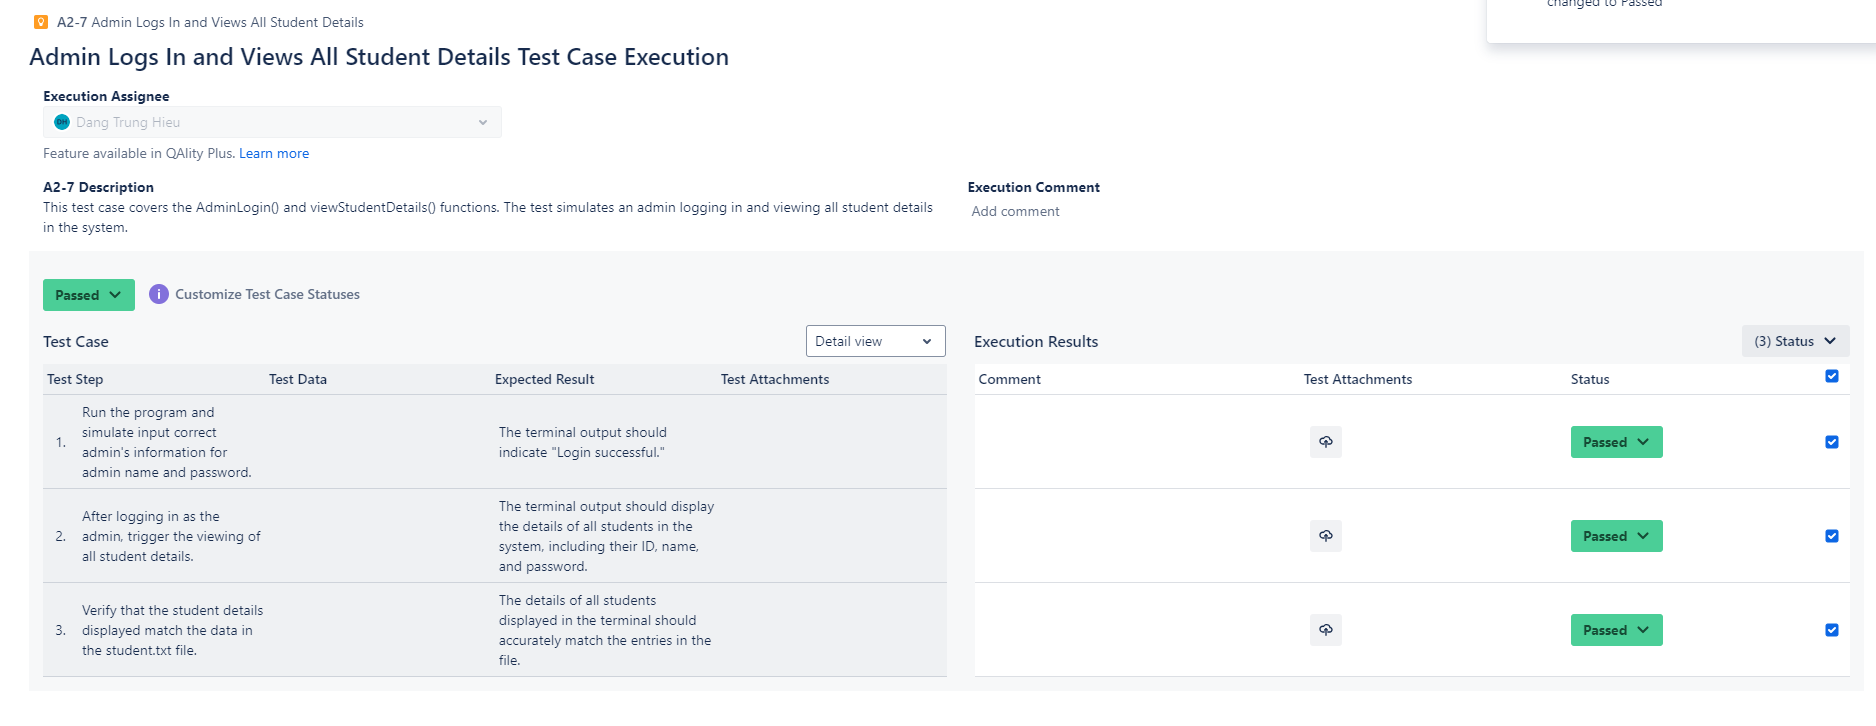 changed to Passed
A2-7 Admin Logs In and Views All Student Details
Admin Logs In and Views All Student Details Test Case Execution
Execution Assignee
DH Dang Trung Hieu
Feature available in QAlity Plus. Learn more
A2-7 Description
This test case covers the AdminLogin() and viewStudentDetails() functions. The test simulates an admin logging in and viewing all student details
in the system.
Execution Comment
Add comment
Passed
i Customize Test Case Statuses
Test Case
Detail view
Execution Results
(3) Status
Test Step Test Data Expected Result Test Attachments
Comment Test Attachments Status
1.
Run the program and
simulate input correct
admin's information for
admin name and password.
The terminal output should
indicate "Login successful."
Passed
2.
After logging in as the
admin, trigger the viewing of
all student details.
The terminal output should display
the details of all students in the
system, including their ID, name,
and password.
Passed
3.
Verify that the student details
displayed match the data in
the student.txt file.
The details of all students
displayed in the terminal should
accurately match the entries in the
file.
Passed